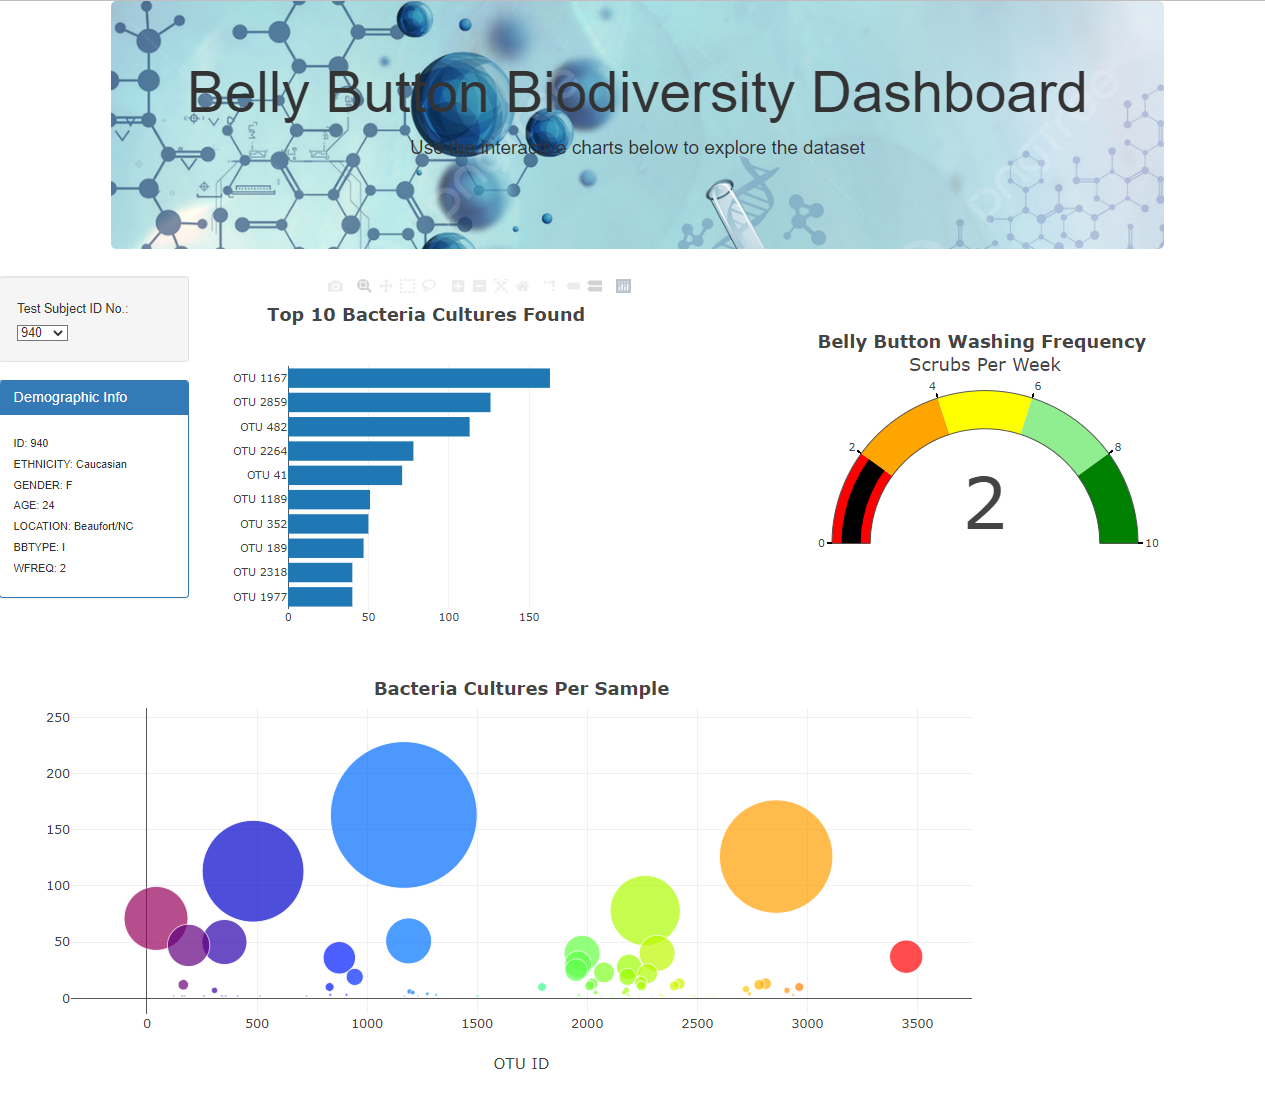 Belly Button Biodiversity Dashboard
Use the interactive charts below to explore the dataset
Test Subject ID No.:
940
Demographic Info
ID: 940
ETHNICITY: Caucasian
GENDER: F
AGE: 24
LOCATION: Beaufort/NC
BBTYPE: I
WFREQ: 2
Top 10 Bacteria Cultures Found
OTU 1167
OTU 2859
OTU 482
OTU 2264
OTU 41
OTU 1189
OTU 352
OTU 189
OTU 2318
OTU 1977
0 50 100 150
Belly Button Washing Frequency
Scrubs Per Week
0 2 4 6 8 10
2
Bacteria Cultures Per Sample
250
200
150
100
50
0
0 500 1000 1500 2000 2500 3000 3500
OTU ID